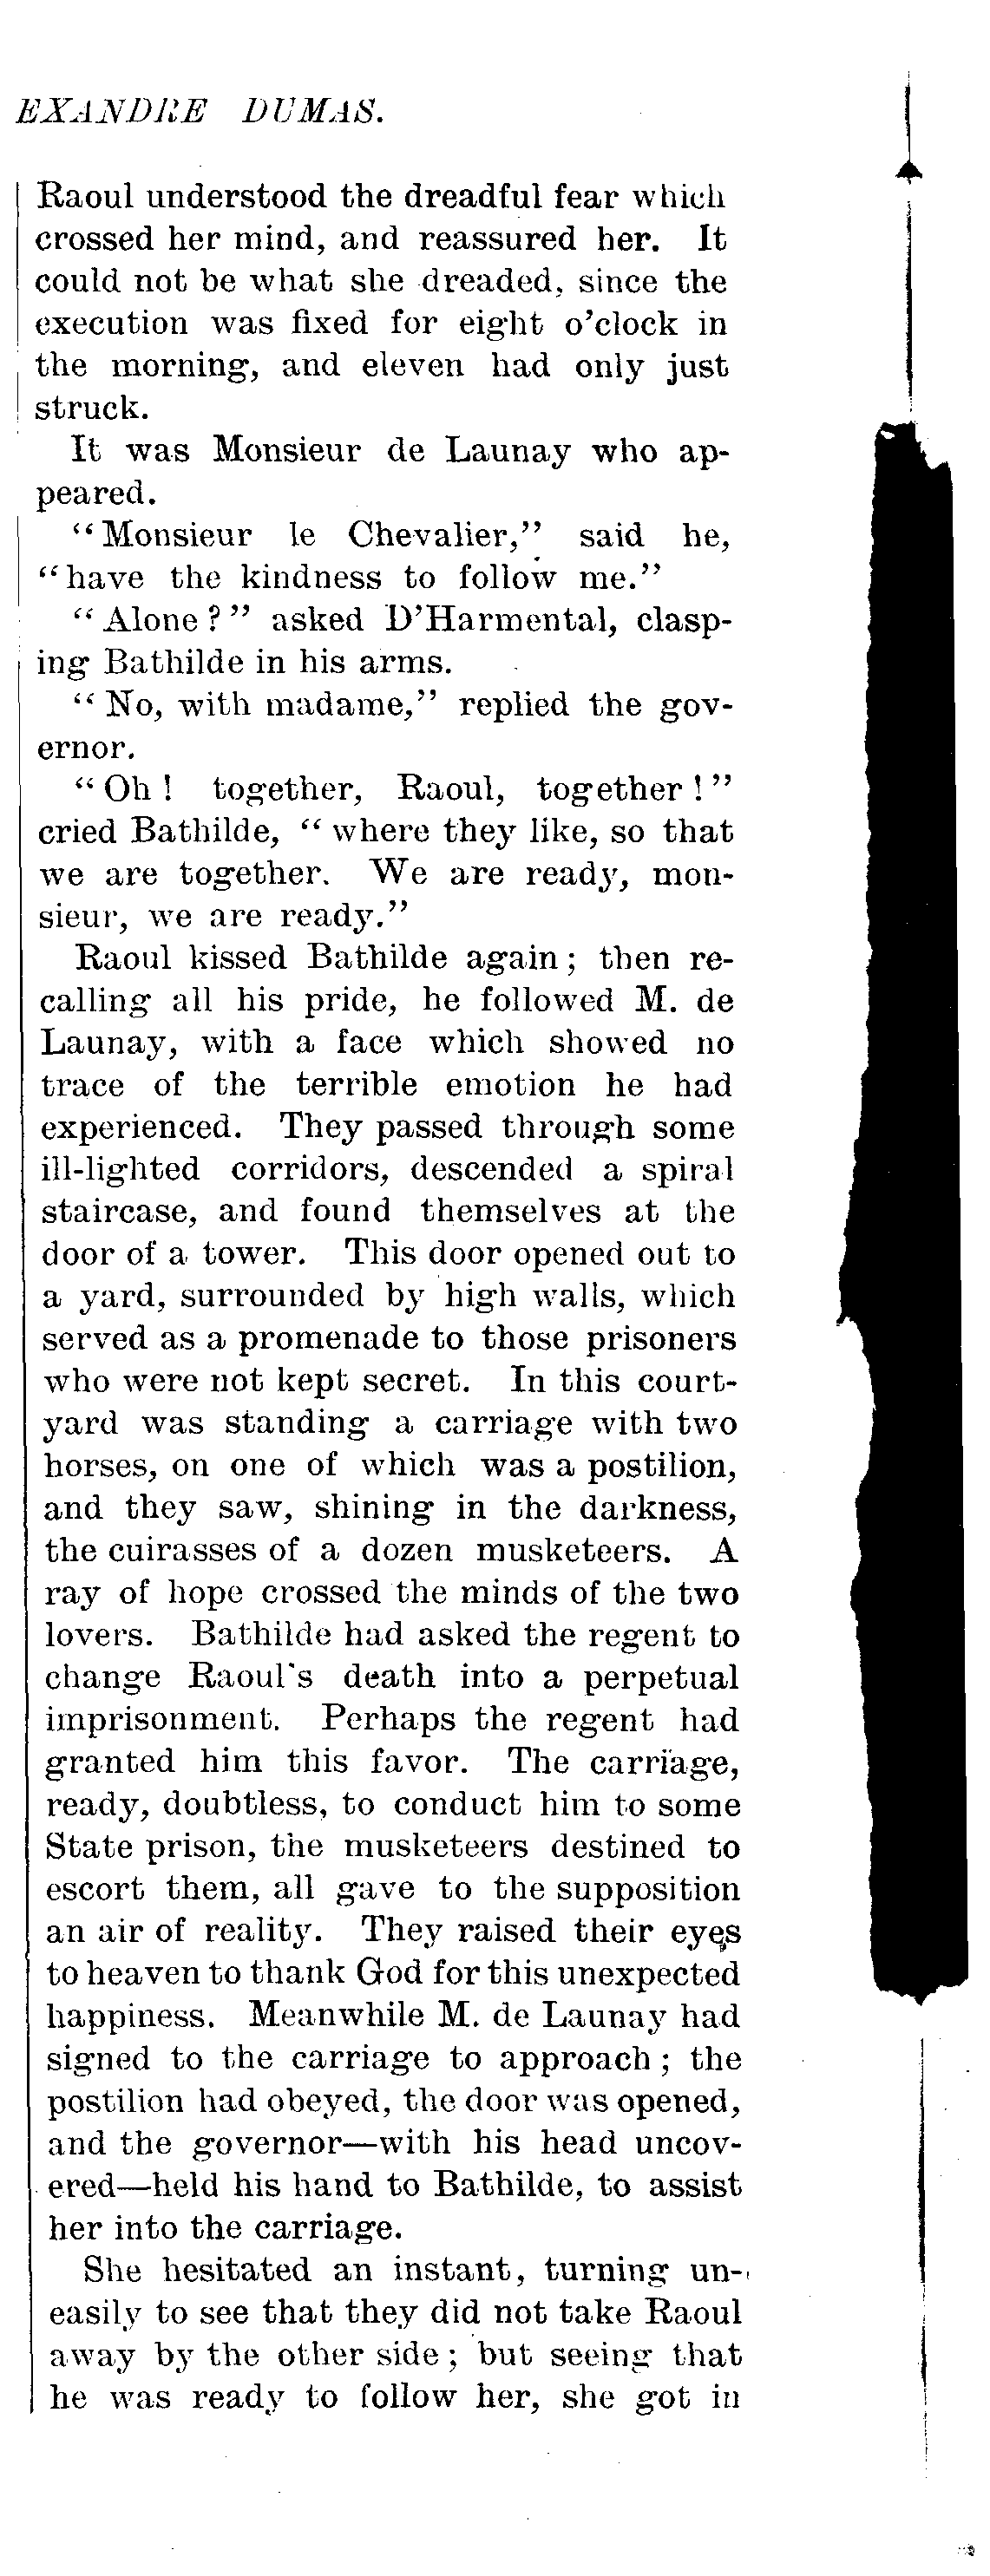 EXANDRE DUMAS.
Raoul understood the dreadful fear which
crossed her mind, and reassured her. It
could not be what she dreaded, since the
execution was fixed for eight o'clock in
the morning, and eleven had only just
struck.
It was Monsieur de Launay who ap-
peared.
"Monsieur le Chevalier," said he,
"have the kindness to follow me."
"Alone?" asked D'Harmental, clasp-
ing Bathilde in his arms.
"No, with madame," replied the gov-
ernor.
"Oh! together, Raoul, together!"
cried Bathilde, "where they like, so that
we are together. We are ready, mon-
sieur, we are ready."
Raoul kissed Bathilde again; then re-
calling all his pride, he followed M. de
Launay, with a face which showed no
trace of the terrible emotion he had
experienced. They passed through some
ill-lighted corridors, descended a spiral
staircase, and found themselves at the
door of a tower. This door opened out to
a yard, surrounded by high walls, which
served as a promenade to those prisoners
who were not kept secret. In this court-
yard was standing a carriage with two
horses, on one of which was a postilion,
and they saw, shining in the darkness,
the cuirasses of a dozen musketeers. A
ray of hope crossed the minds of the two
lovers. Bathilde had asked the regent to
change Raoul's death into a perpetual
imprisonment. Perhaps the regent had
granted him this favor. The carriage,
ready, doubtless, to conduct him to some
State prison, the musketeers destined to
escort them, all gave to the supposition
an air of reality. They raised their eyes
to heaven to thank God for this unexpected
happiness. Meanwhile M. de Launay had
signed to the carriage to approach; the
postilion had obeyed, the door was opened,
and the governor—with his head uncov-
ered—held his hand to Bathilde, to assist
her into the carriage.
She hesitated an instant, turning un-
easily to see that they did not take Raoul
away by the other side; but seeing that
he was ready to follow her, she got in